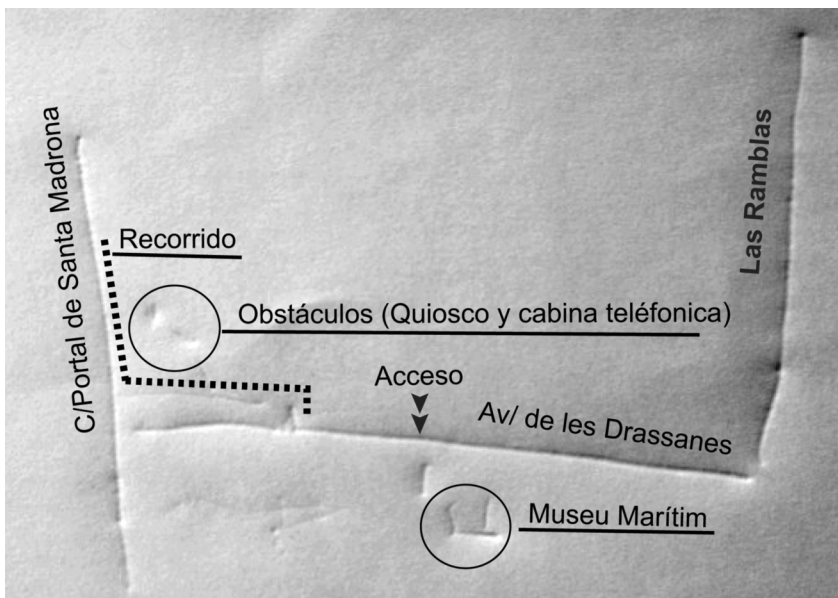 C/Portal de Santa Madrona
Las Ramblas
Recorrido
Obstáculos (Quiosco y cabina teléfonica)
Acceso
Av/ de les Drassanes
Museu Marítim